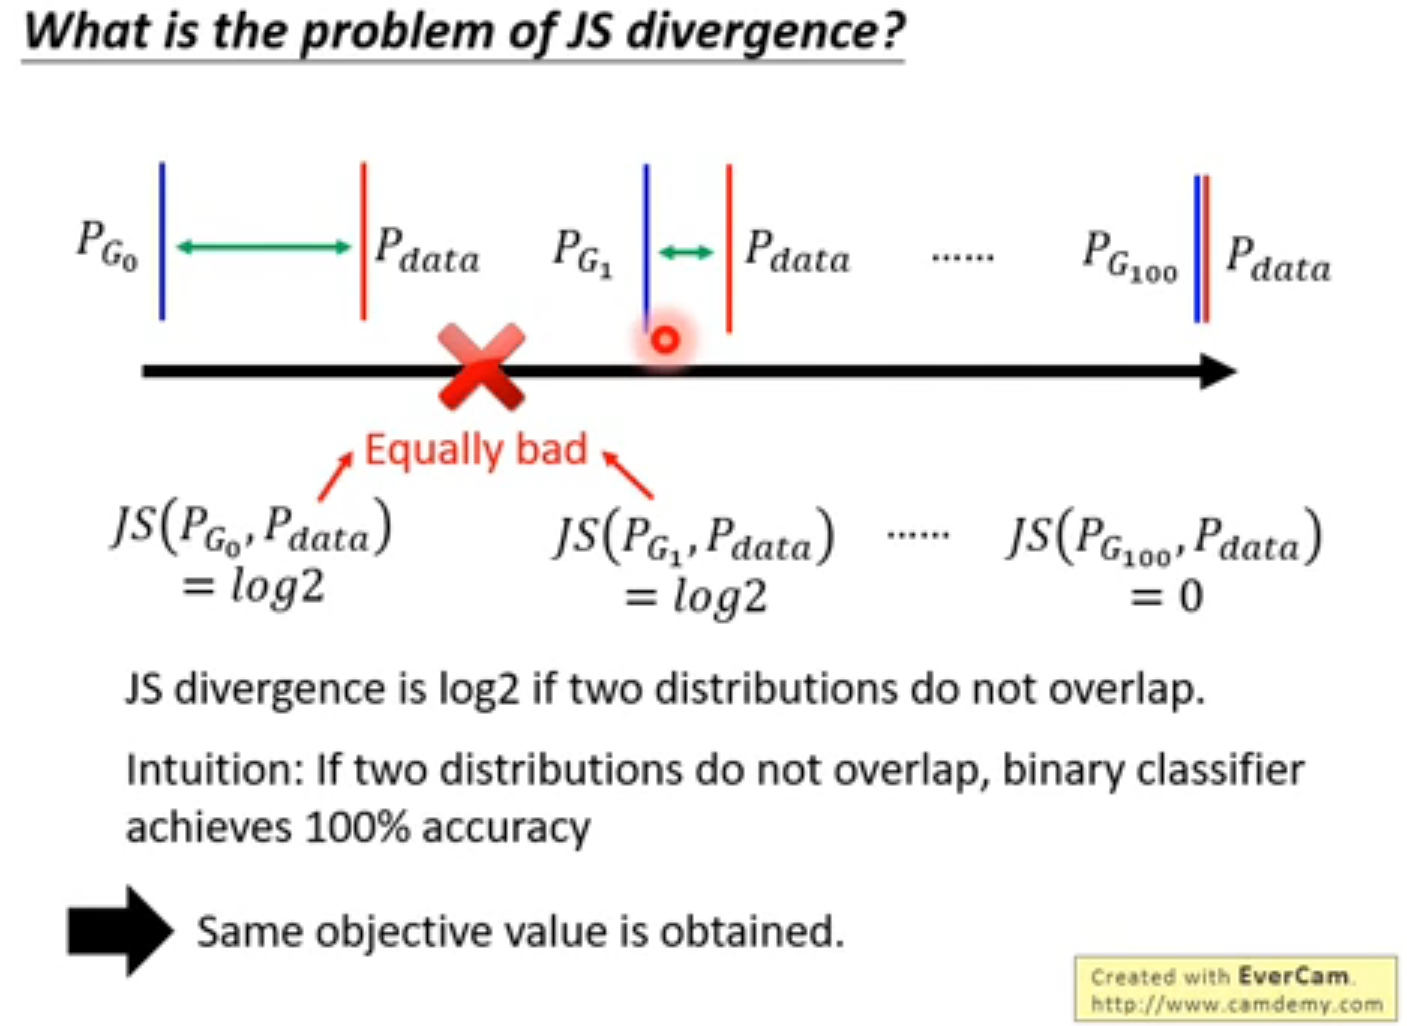 What is the problem of JS divergence?
P_{G_0} P_{data} P_{G_1} P_{data} ...... P_{G_{100}} P_{data}
Equally bad
JS(P_{G_0}, P_{data}) JS(P_{G_1}, P_{data}) ...... JS(P_{G_{100}}, P_{data})
= log2 = log2 = 0
JS divergence is log2 if two distributions do not overlap.
Intuition: If two distributions do not overlap, binary classifier
achieves 100% accuracy
Same objective value is obtained.
Created with EverCam.
http://www.camdemy.com